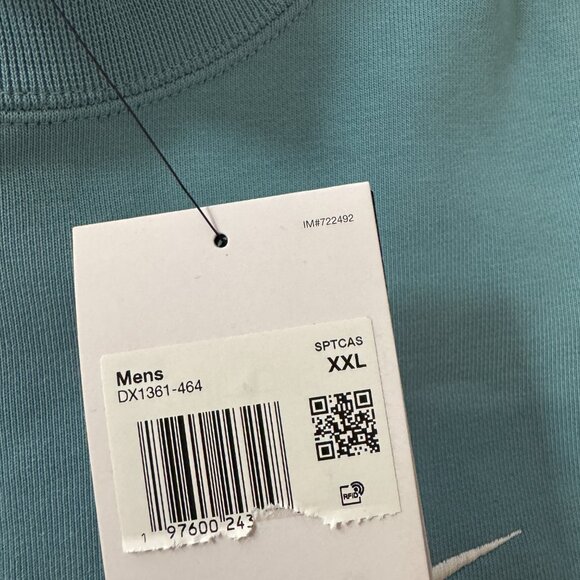 IM#722492
SPTCAS
Mens XXL
DX1361-464
RFID
1 97600 243